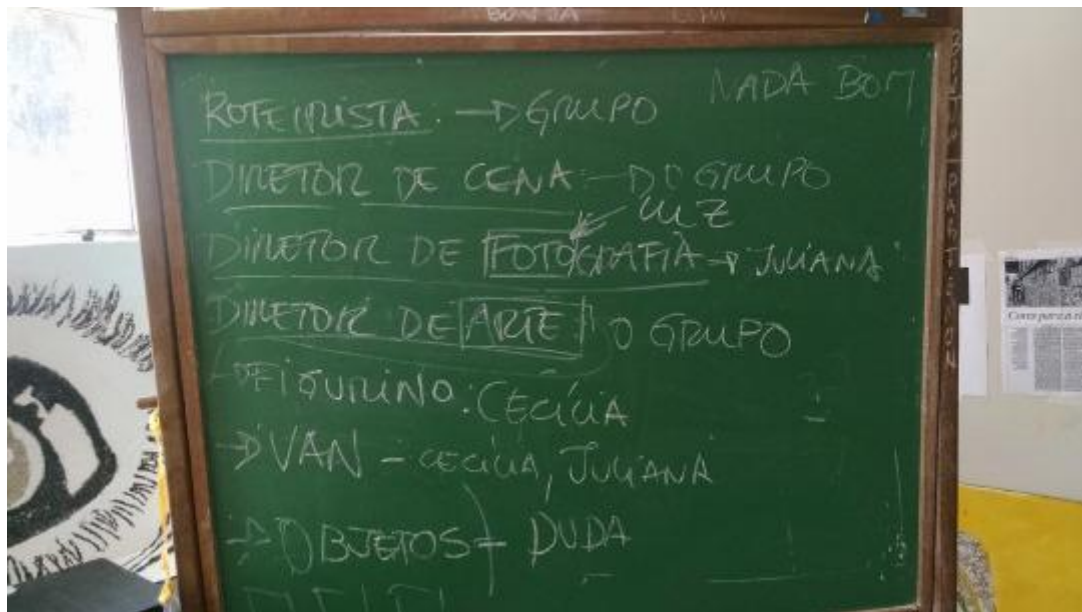 NADA BOM
ROTEIRISTA: → GRUPO
DIRETOR DE CENA: → O GRUPO
LUZ
DIRETOR DE FOTOGRAFIA → JULIANA
DIRETOR DE ARTE → O GRUPO
→ FIGURINO: CECÍLIA
→ VAN - CECÍLIA, JULIANA
→ OBJETOS - DUDA